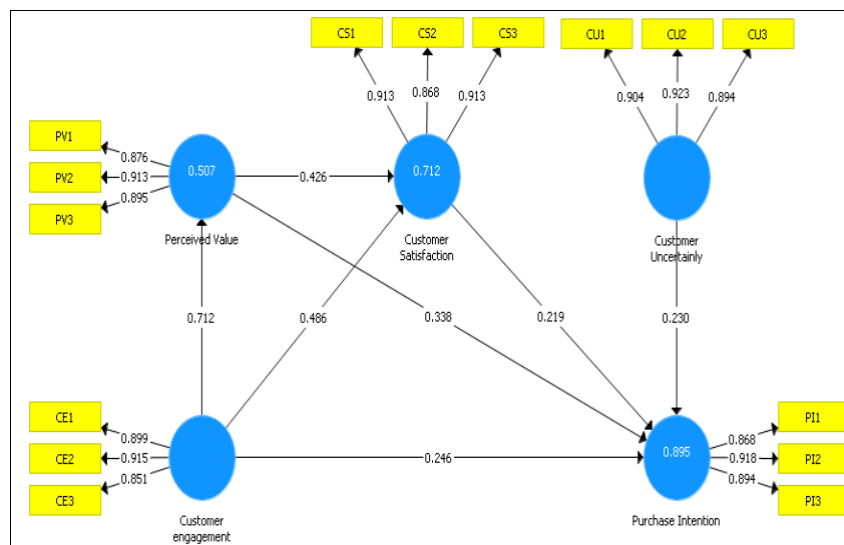 CS1
CS2
CS3
CU1
CU2
CU3
0.913
0.868
0.913
0.904
0.923
0.894
PV1
PV2
PV3
0.876
0.913
0.895
0.507
0.426
0.712
Perceived Value
Customer
Satisfaction
Customer
Uncertainly
0.712
0.486
0.338
0.219
0.230
CE1
CE2
CE3
0.899
0.915
0.851
0.246
0.895
0.868
0.918
0.894
PI1
PI2
PI3
Customer
engagement
Purchase Intention